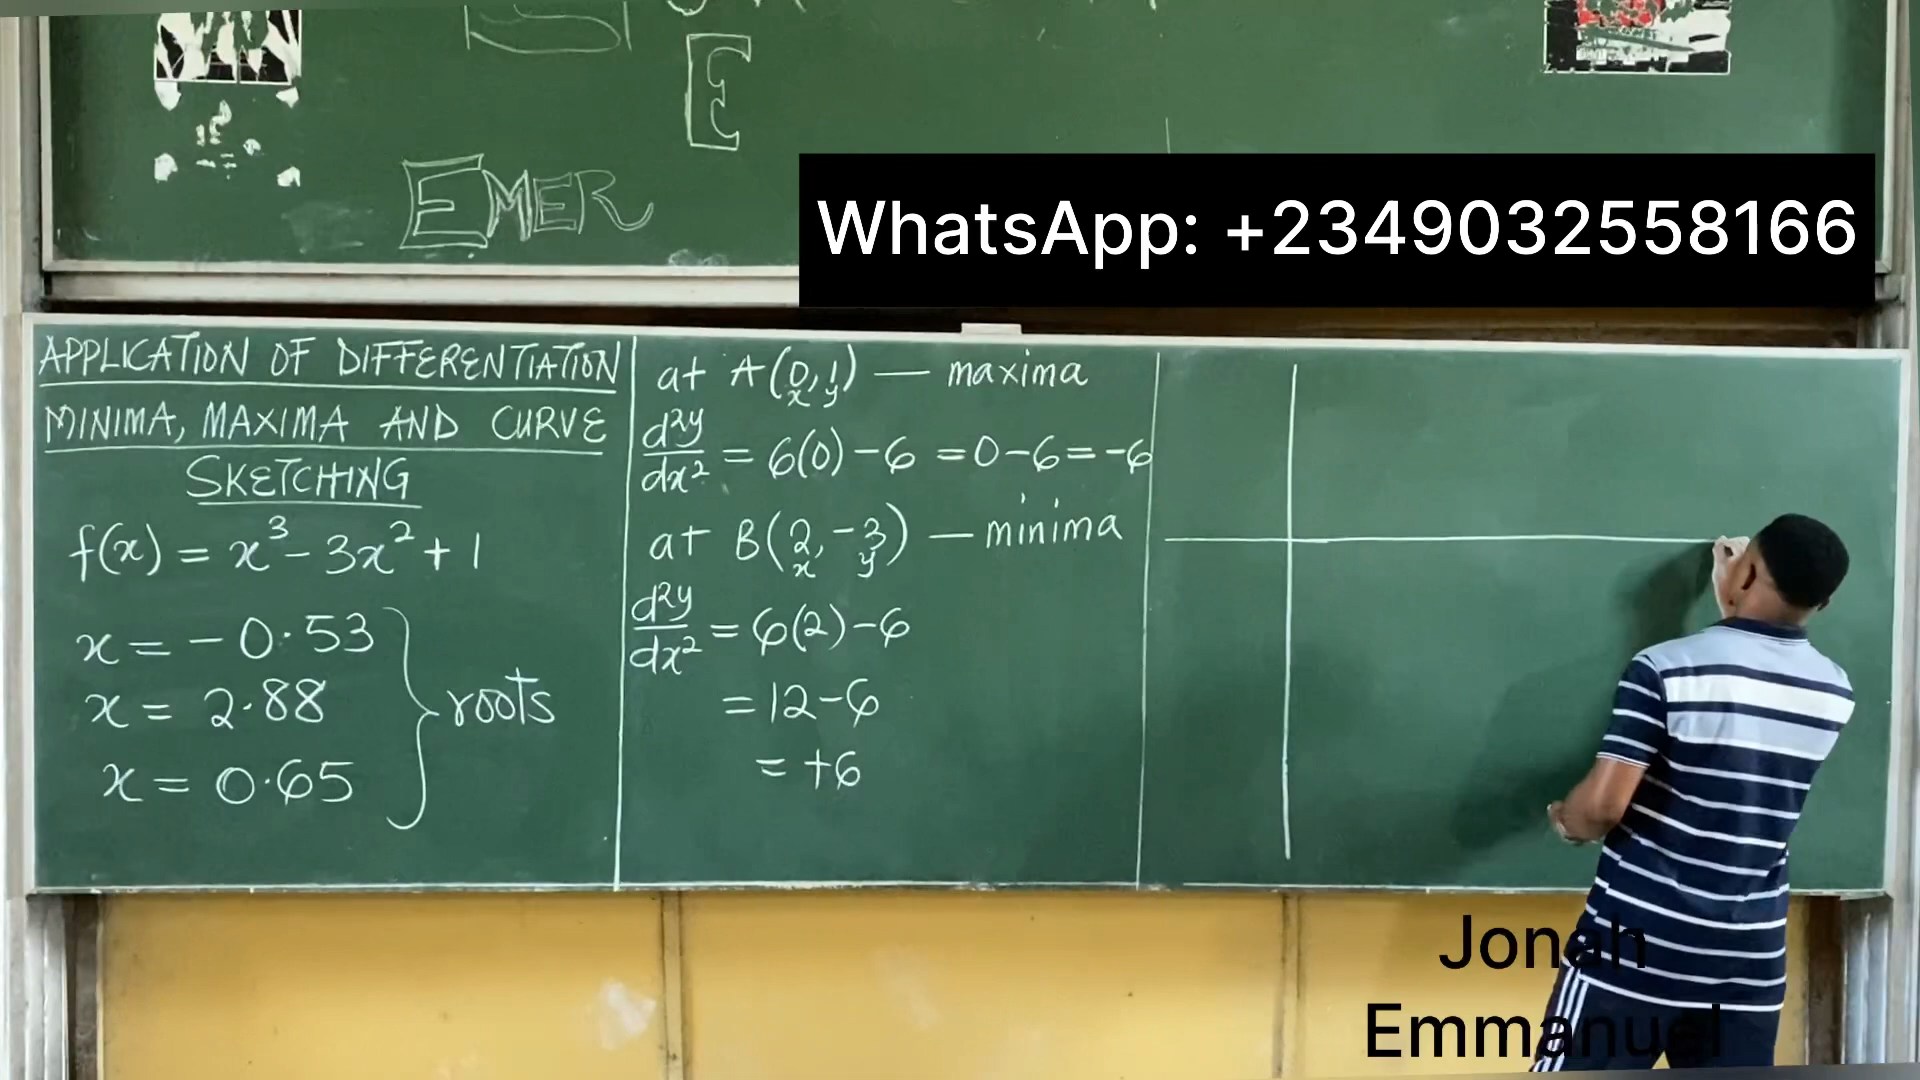 E
EMER
WhatsApp: +2349032558166
APPLICATION OF DIFFERENTIATION
MINIMA, MAXIMA AND CURVE
SKETCHING
f(x) = x³ - 3x² + 1
x = -0.53
x = 2.88
x = 0.65
roots
at A(0,1) — maxima
x y
d²y/dx² = 6(0) - 6 = 0 - 6 = -6
at B(2, -3) — minima
x y
d²y/dx² = 6(2) - 6
= 12 - 6
= +6
Jonah
Emmanuel